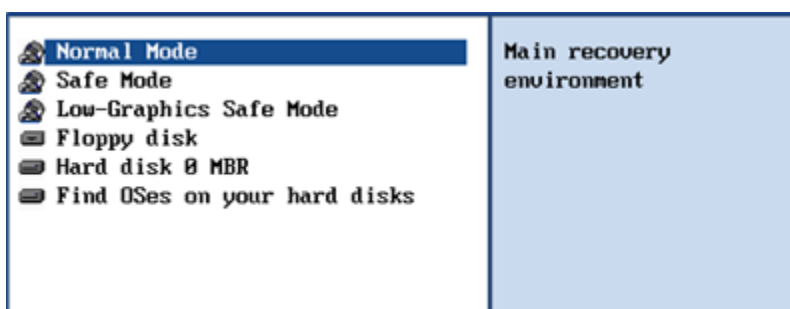 Normal Mode
Safe Mode
Low-Graphics Safe Mode
Floppy disk
Hard disk 0 MBR
Find OSes on your hard disks
Main recovery
environment